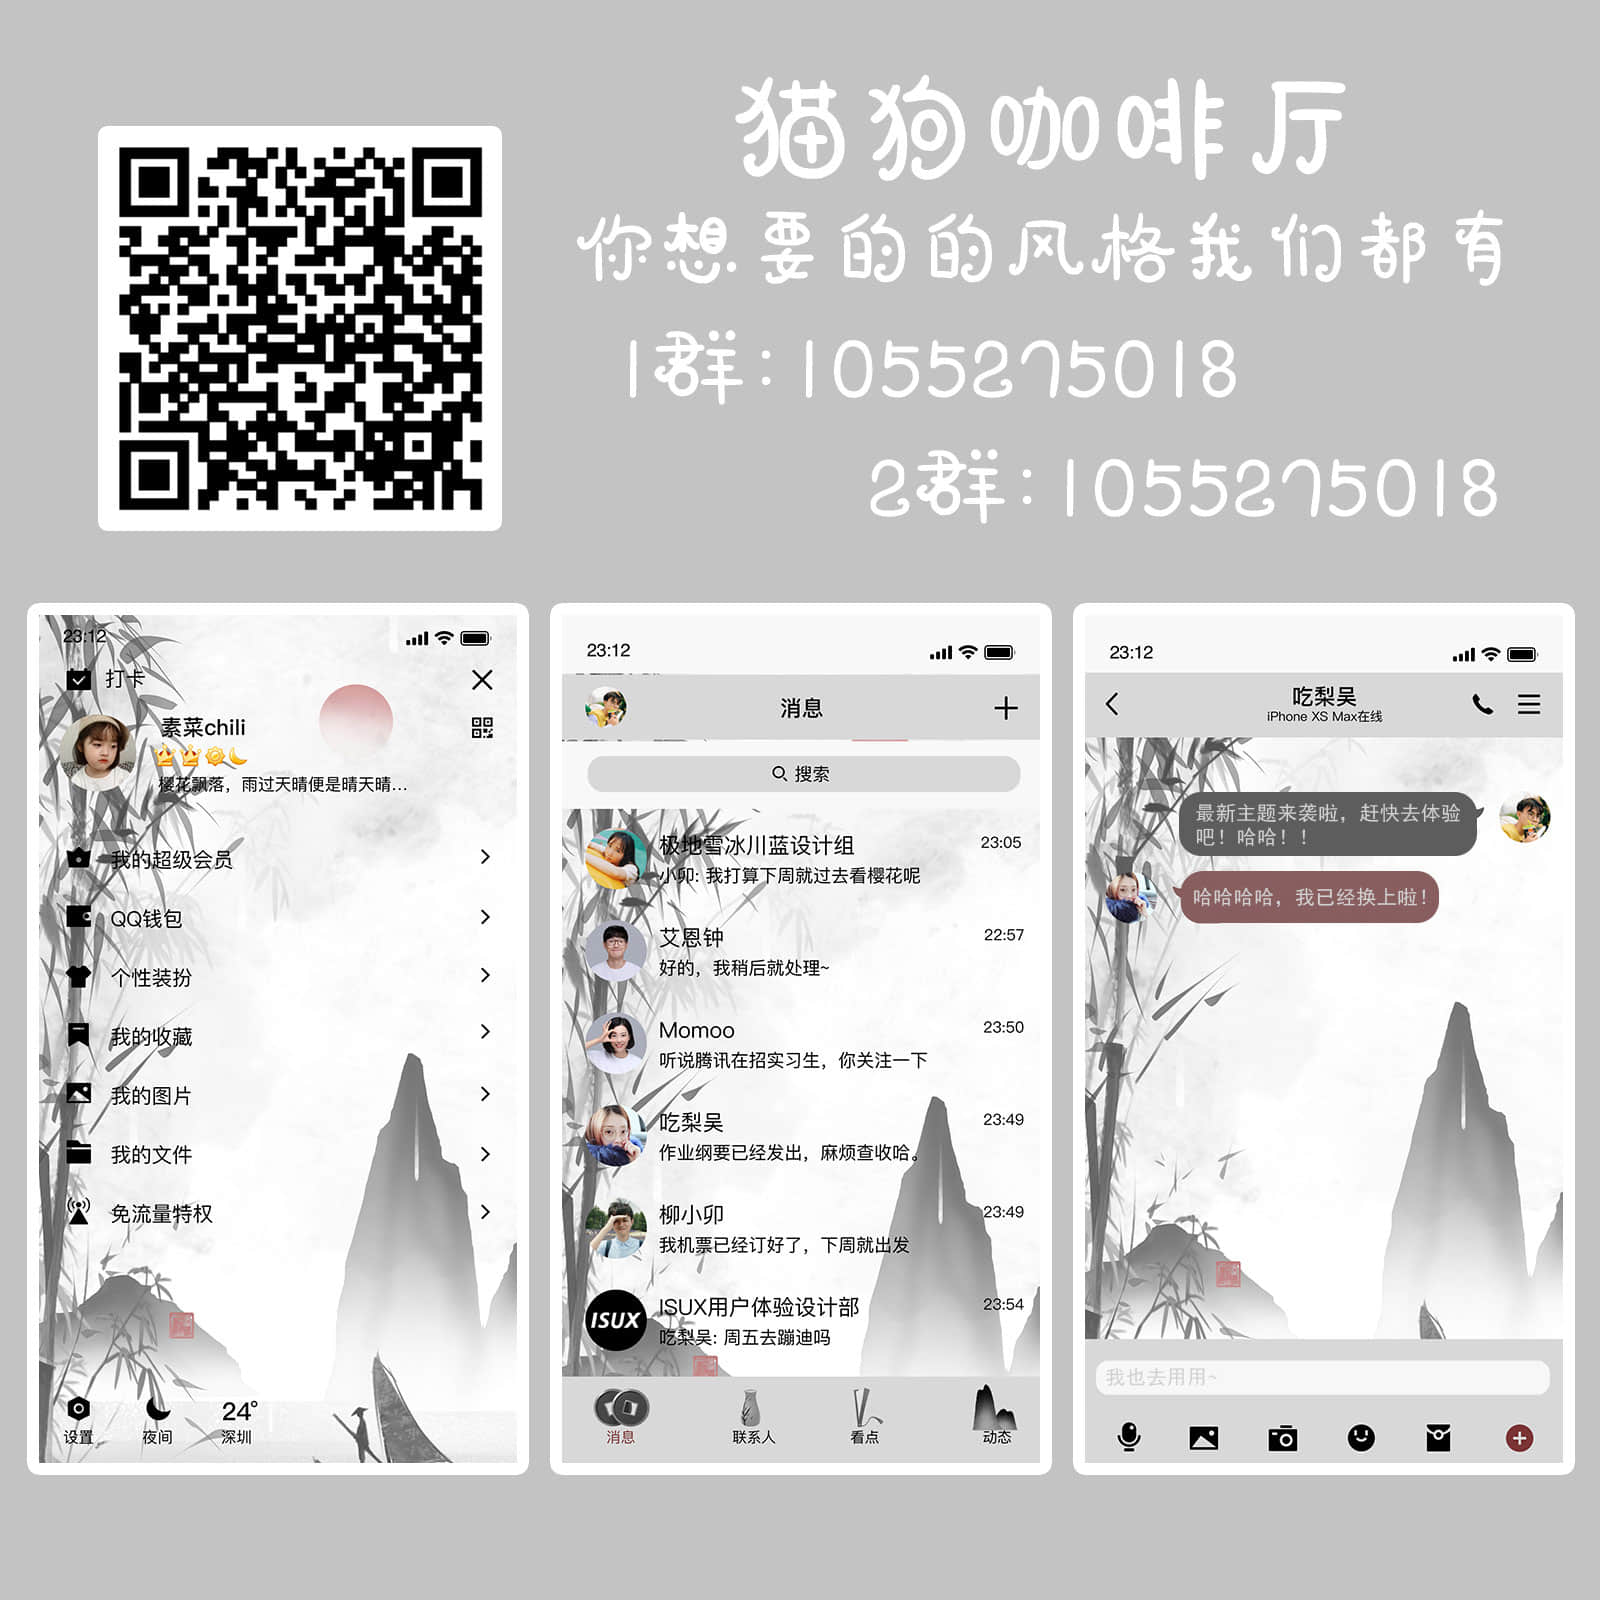 猫狗咖啡厅
你想要的的风格我们都有
1群:1055275018
2群:1055275018
23:12
打卡
素菜chili
樱花飘落，雨过天晴便是晴天晴...
我的超级会员
QQ钱包
个性装扮
我的收藏
我的图片
我的文件
免流量特权
24°
设置
夜间
深圳
23:12
消息
搜索
极地雪冰川蓝设计组
23:05
小卯: 我打算下周就过去看樱花呢
艾恩钟
22:57
好的，我稍后就处理~
Momoo
23:50
听说腾讯在招实习生，你关注一下
吃梨吴
23:49
作业纲要已经发出，麻烦查收哈。
柳小卯
23:49
我机票已经订好了，下周就出发
ISUX
ISUX用户体验设计部
23:54
吃梨吴: 周五去蹦迪吗
消息
联系人
看点
动态
23:12
吃梨吴
iPhone XS Max在线
最新主题来袭啦，赶快去体验
吧！哈哈！！
哈哈哈哈，我已经换上啦！
我也去用用~